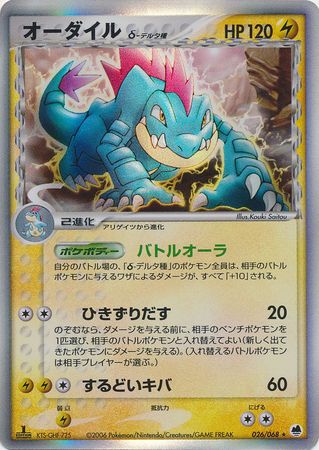 オーダイル δ-デルタ種 HP120
Illus.Kouki Saitou
2進化 アリゲイツから進化
ポケボディー バトルオーラ
自分のバトル場の、「δ-デルタ種」のポケモン全員は、相手のバトル
ポケモンに与えるワザのダメージが、すべて「+10」される。
ひきずりだす 20
のぞむなら、ダメージを与える前に、相手のベンチポケモンを
1匹選び、相手のバトルポケモンと入れ替えてよい（新しく出て
きたポケモンにダメージを与える）。（入れ替えるバトルポケモン
は相手プレイヤーが選ぶ。）
するどいキバ 60
弱点 抵抗力 にげる
1 EDITION KTS-GHF-725 ©2006 Pokémon/Nintendo/Creatures/GAME FREAK 026/068 ★